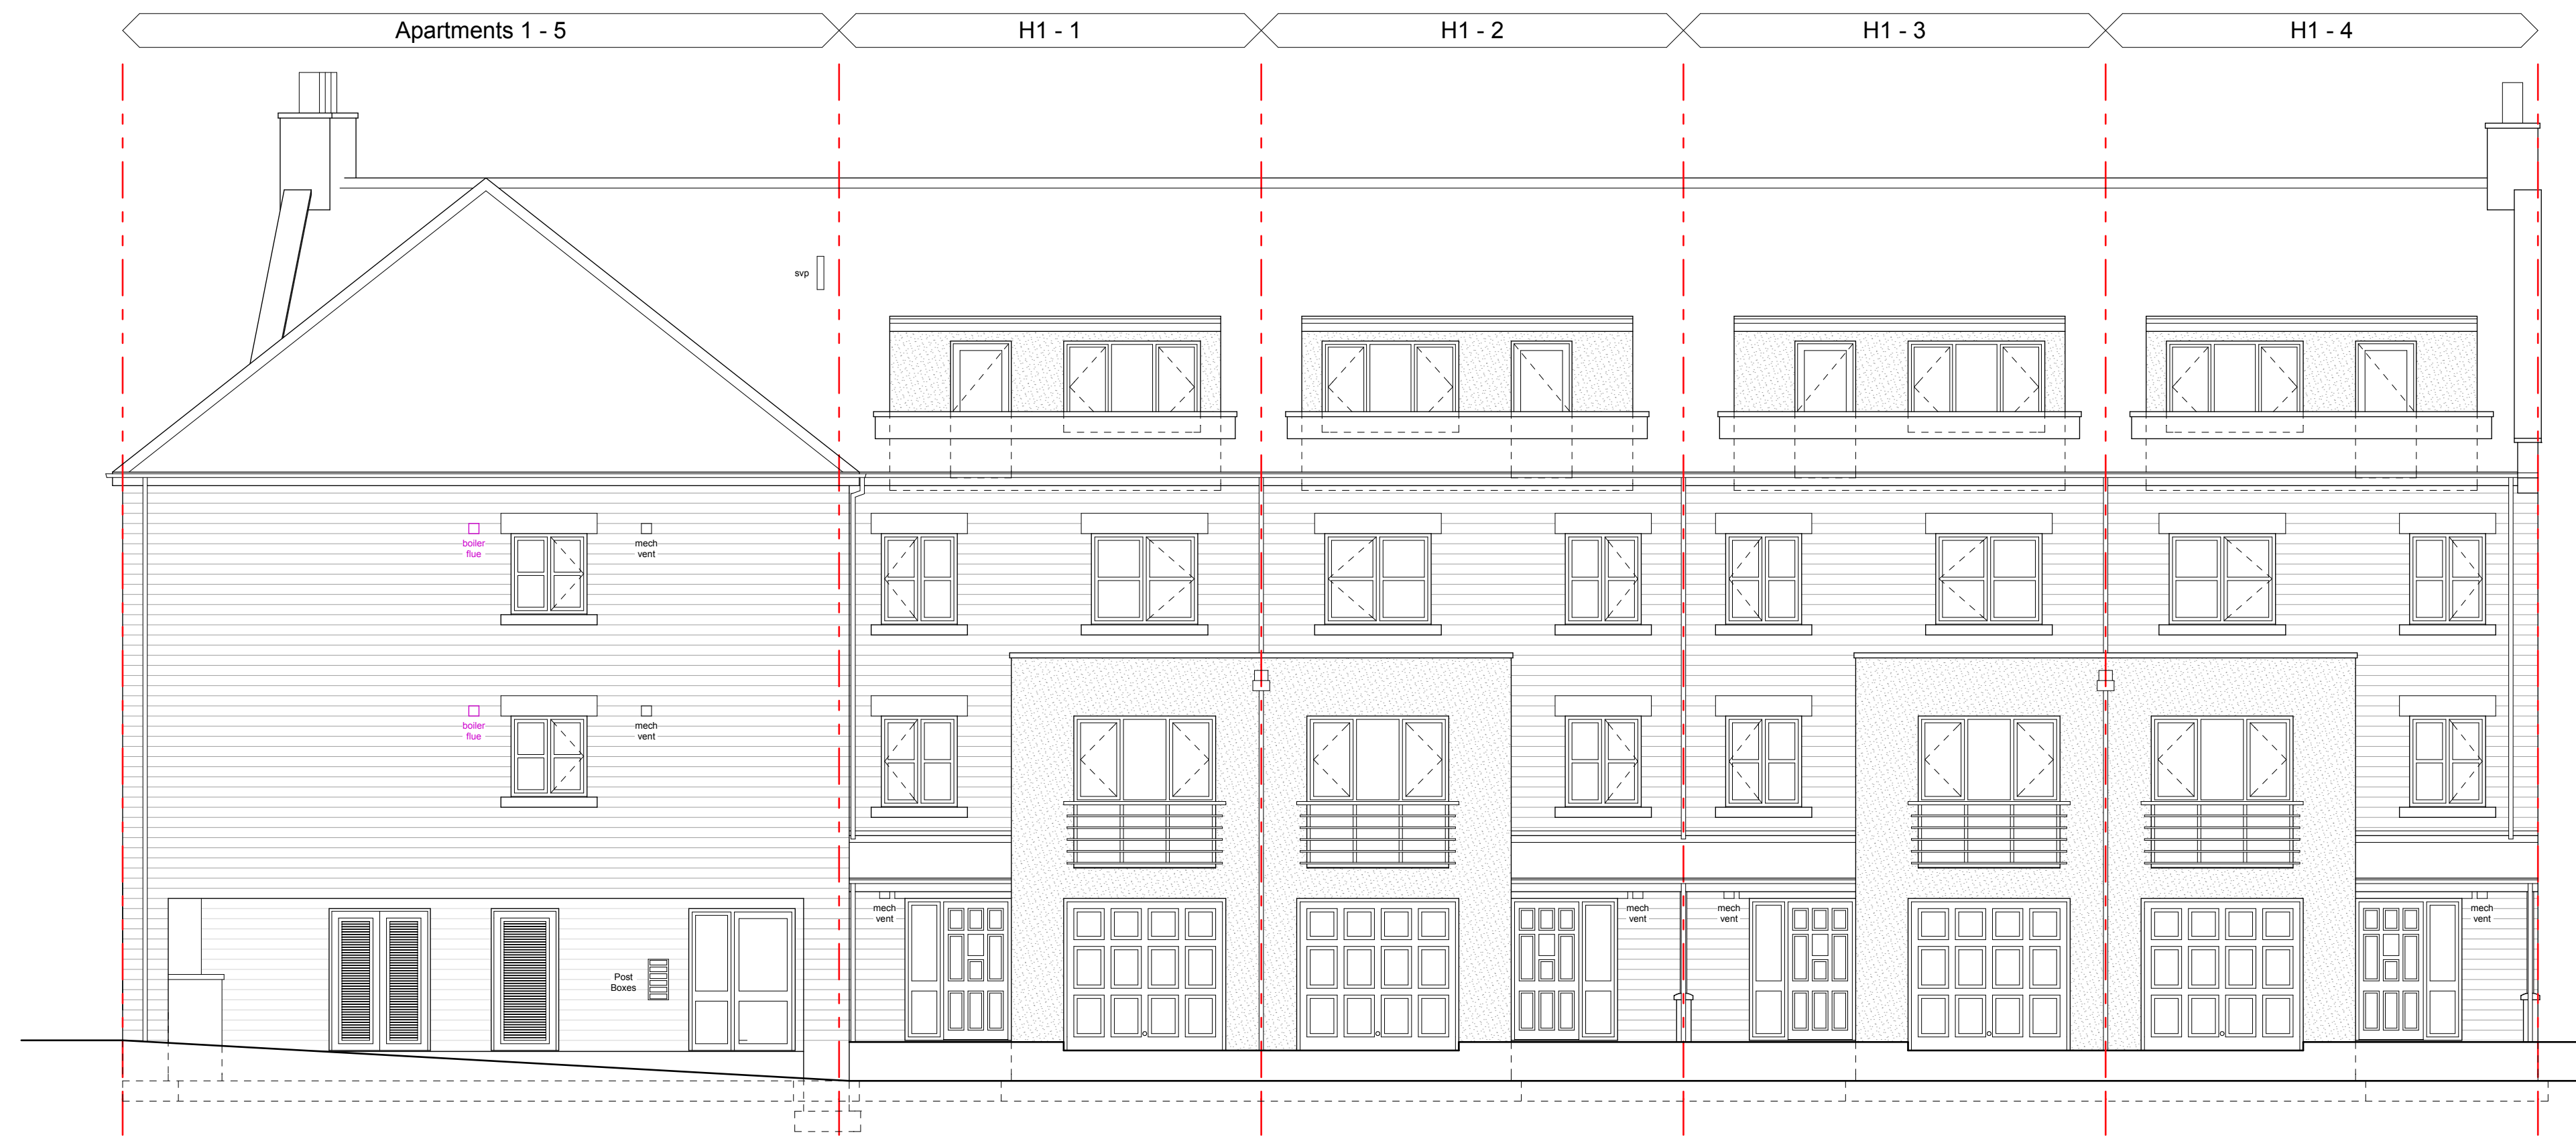 Apartments 1 - 5
H1 - 1
H1 - 2
H1 - 3
H1 - 4
svp
boiler
flue
mech
vent
boiler
flue
mech
vent
mech
vent
mech
vent
mech
vent
mech
vent
Post
Boxes